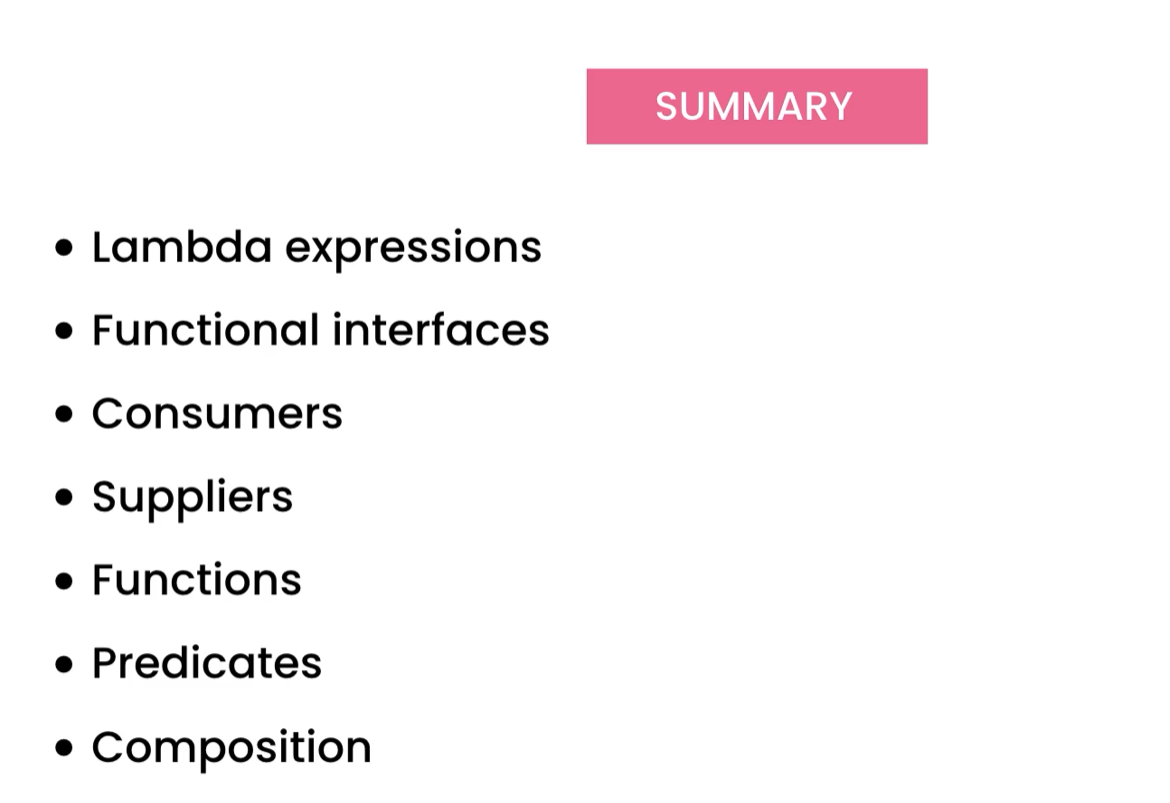 SUMMARY
• Lambda expressions
• Functional interfaces
• Consumers
• Suppliers
• Functions
• Predicates
• Composition